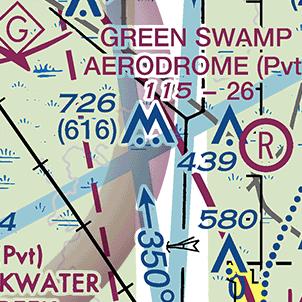 G
GREEN SWAMP
AERODROME (Pvt
115 - 26
726
(616)
R
439
4
580
350°
Pvt)
KWATER